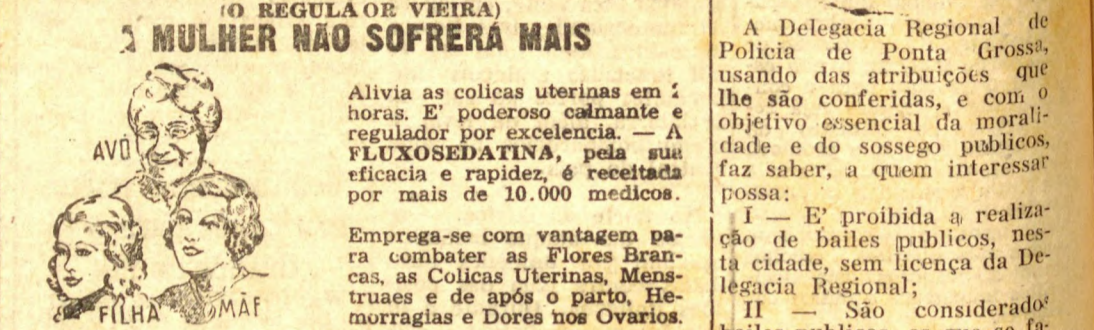 (O REGULA OR VIEIRA)
A MULHER NÃO SOFRERÁ MAIS
AVÓ
FILHA
MÃE
Alivia as colicas uterinas em 2
horas. E' poderoso calmante e
regulador por excelencia. — A
FLUXOSEDATINA, pela sua
eficacia e rapidez, é receitada
por mais de 10.000 medicos.
Emprega-se com vantagem pa-
ra combater as Flores Bran-
cas, as Colicas Uterinas, Mens-
truaes e de após o parto, He-
morragias e Dores nos Ovarios.
A Delegacia Regional de
Policia de Ponta Grossa,
usando das atribuições que
lhe são conferidas, e com o
objetivo essencial da morali-
dade e do sossego publicos,
faz saber, a quem interessar
possa:
I — E' proibida a realiza-
ção de bailes publicos, nes-
ta cidade, sem licença da De-
legacia Regional;
II — São considerados
bailes publicos